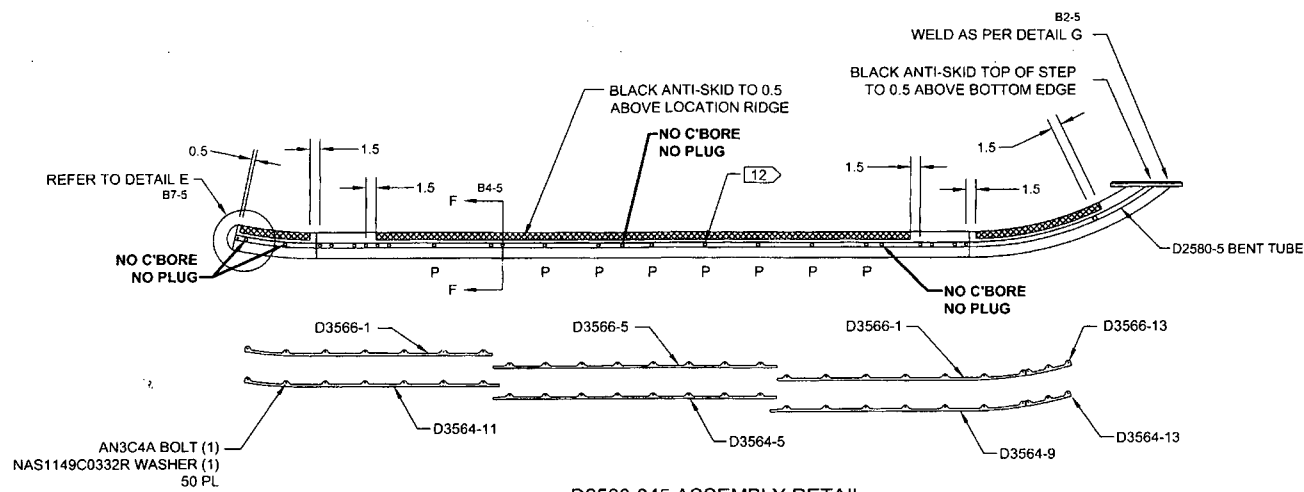 B2-5
WELD AS PER DETAIL G
BLACK ANTI-SKID TOP OF STEP
TO 0.5 ABOVE BOTTOM EDGE
BLACK ANTI-SKID TO 0.5
ABOVE LOCATION RIDGE
NO C'BORE
NO PLUG
0.5
1.5
1.5
1.5
1.5
1.5
12
REFER TO DETAIL E
B7-5
F
B4-5
D2580-5 BENT TUBE
NO C'BORE
NO PLUG
F
P
P
P
P
P
P
P
P
NO C'BORE
NO PLUG
D3566-1
D3566-5
D3566-1
D3566-13
D3564-11
D3564-5
D3564-9
D3564-13
AN3C4A BOLT (1)
NAS1149C0332R WASHER (1)
50 PL